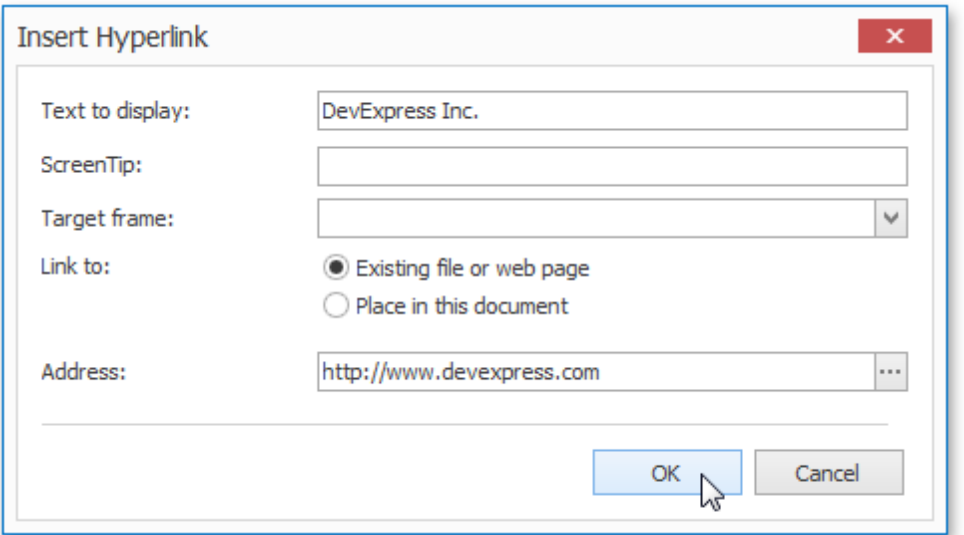 Insert Hyperlink
Text to display: DevExpress Inc.
ScreenTip:
Target frame:
Link to: Existing file or web page
Place in this document
Address: http://www.devexpress.com ...
OK Cancel